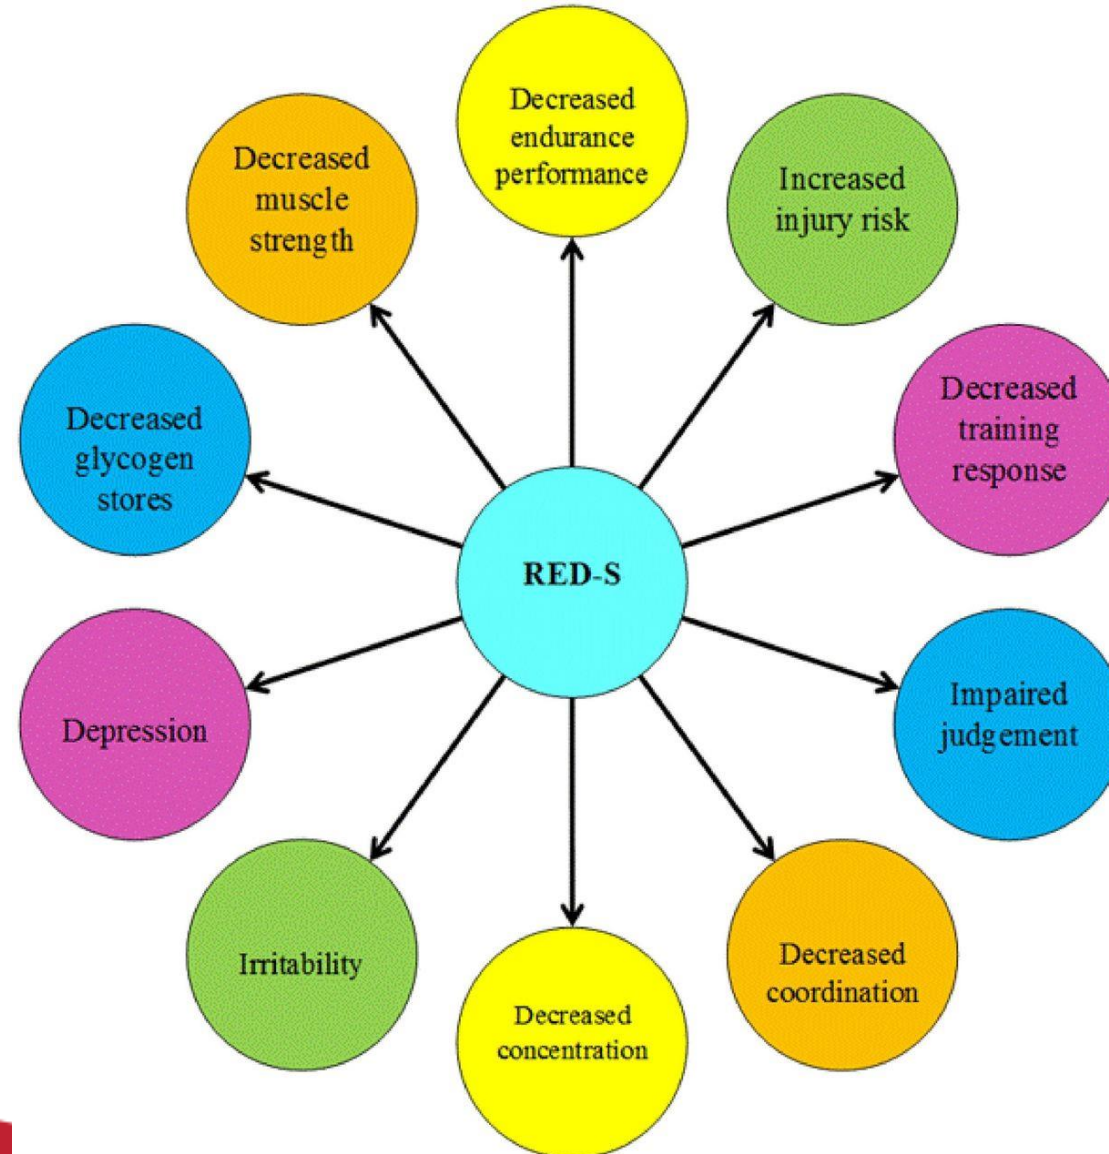 Decreased
endurance
performance
Increased
injury risk
Decreased
training
response
Impaired
judgement
Decreased
coordination
Decreased
concentration
Irritability
Depression
Decreased
glycogen
stores
Decreased
muscle
strength
RED-S